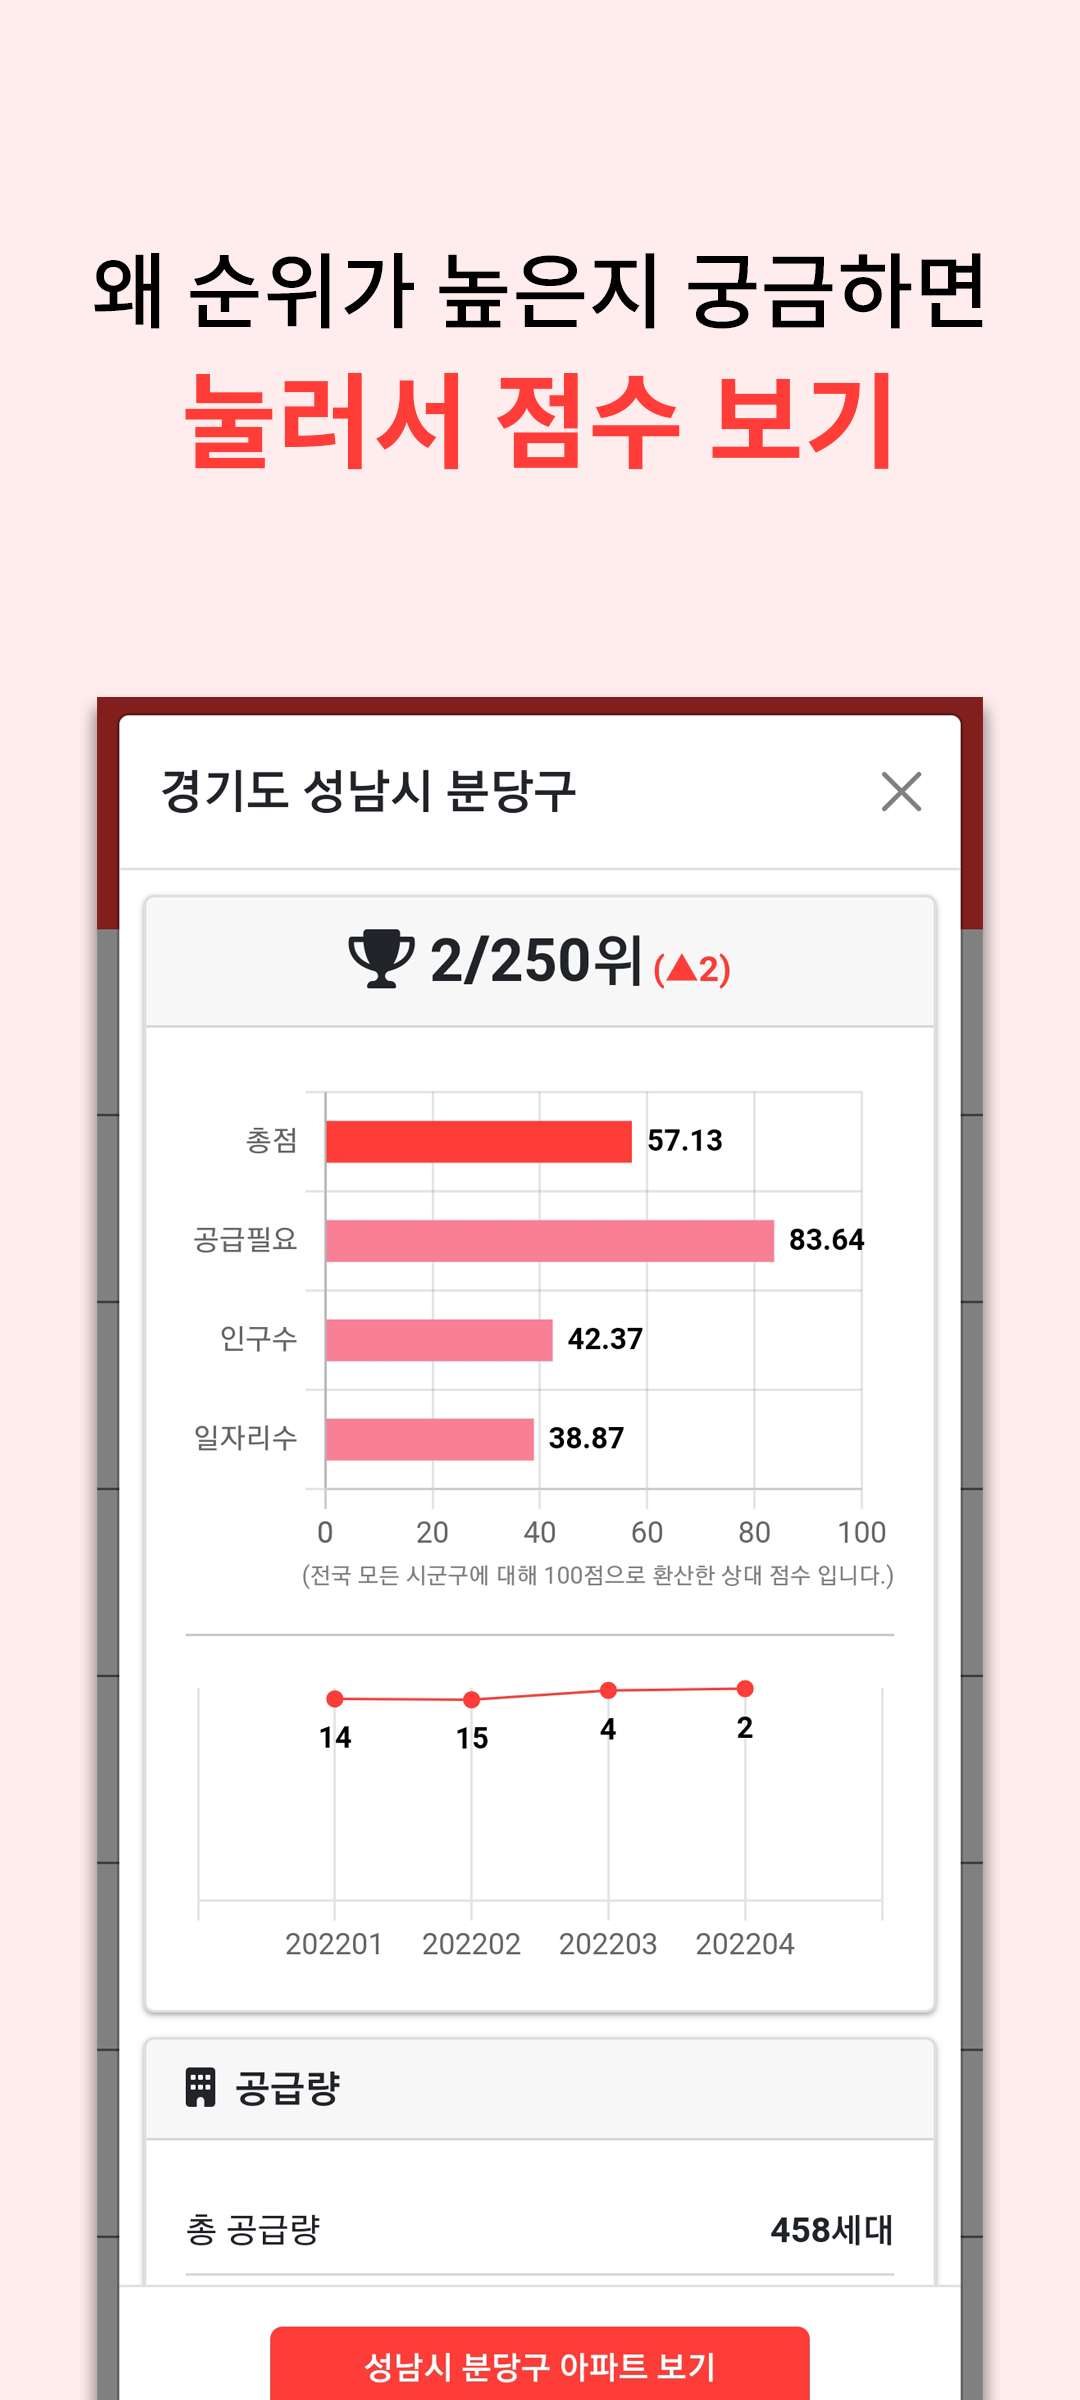 왜 순위가 높은지 궁금하면
눌러서 점수 보기
경기도 성남시 분당구
2/250위 (▲2)
총점 57.13
공급필요 83.64
인구수 42.37
일자리수 38.87
0 20 40 60 80 100
(전국 모든 시군구에 대해 100점으로 환산한 상대 점수 입니다.)
14 15 4 2
202201 202202 202203 202204
공급량
총 공급량 458세대
성남시 분당구 아파트 보기